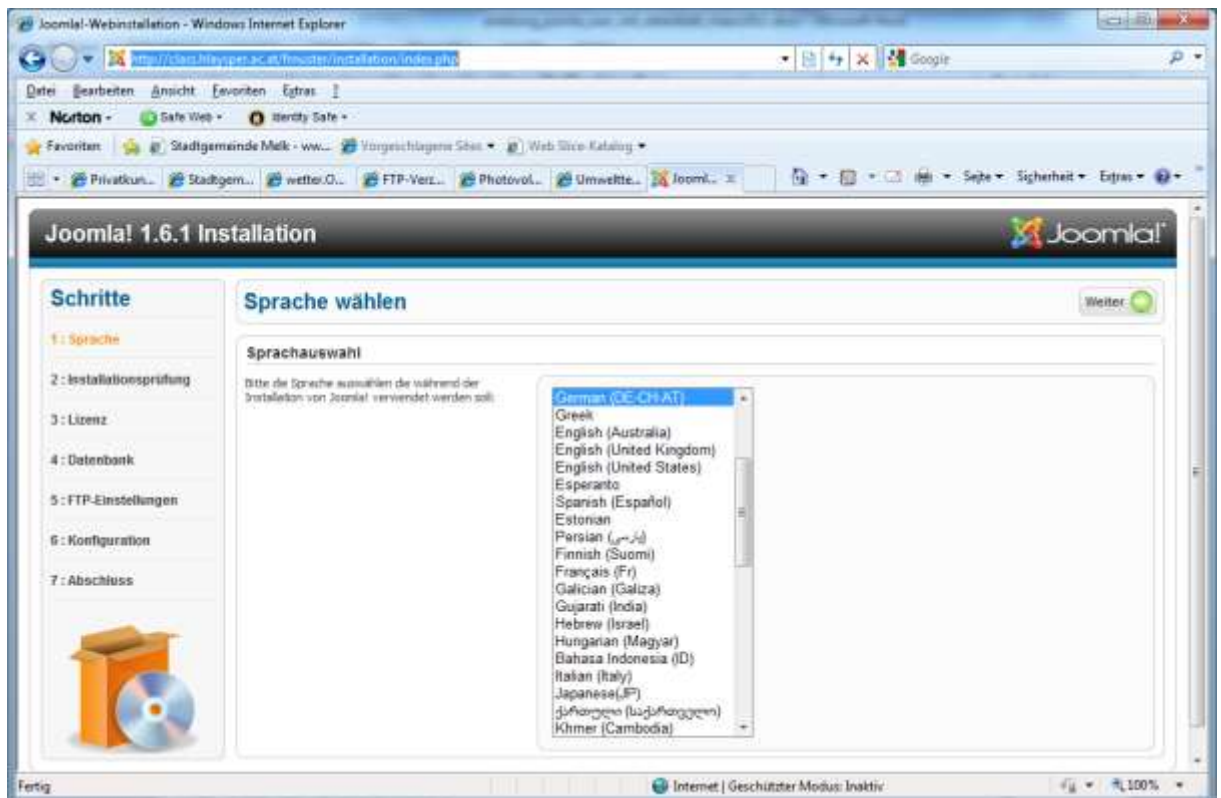 Joomla!-Webinstallation - Windows Internet Explorer
Google
Datei Bearbeiten Ansicht Favoriten Extras ?
Norton - Safe Web - Identity Safe -
Favoriten Stadtgemeinde Melk - ww... Vorgeschlagene Sites Web Slice-Katalog
Privatkun... Stadtgem... wetter.O... FTP-Verz... Photovol... Umweltte... Jooml... Seite Sicherheit Extras
Joomla! 1.6.1 Installation
Joomla!
Schritte
1 : Sprache
2 : Installationsprüfung
3 : Lizenz
4 : Datenbank
5 : FTP-Einstellungen
6 : Konfiguration
7 : Abschluss
Sprache wählen
Weiter
Sprachauswahl
Bitte die Sprache auswählen die während der
Installation von Joomla! verwendet werden soll:
German (DE-CH-AT)
Greek
English (Australia)
English (United Kingdom)
English (United States)
Esperanto
Spanish (Español)
Estonian
Persian (پارسی)
Finnish (Suomi)
Français (Fr)
Galician (Galiza)
Gujarati (India)
Hebrew (Israel)
Hungarian (Magyar)
Bahasa Indonesia (ID)
Italian (Italy)
Japanese(JP)
ქართული (საქართველო)
Khmer (Cambodia)
Fertig
Internet | Geschützter Modus: Inaktiv
100%